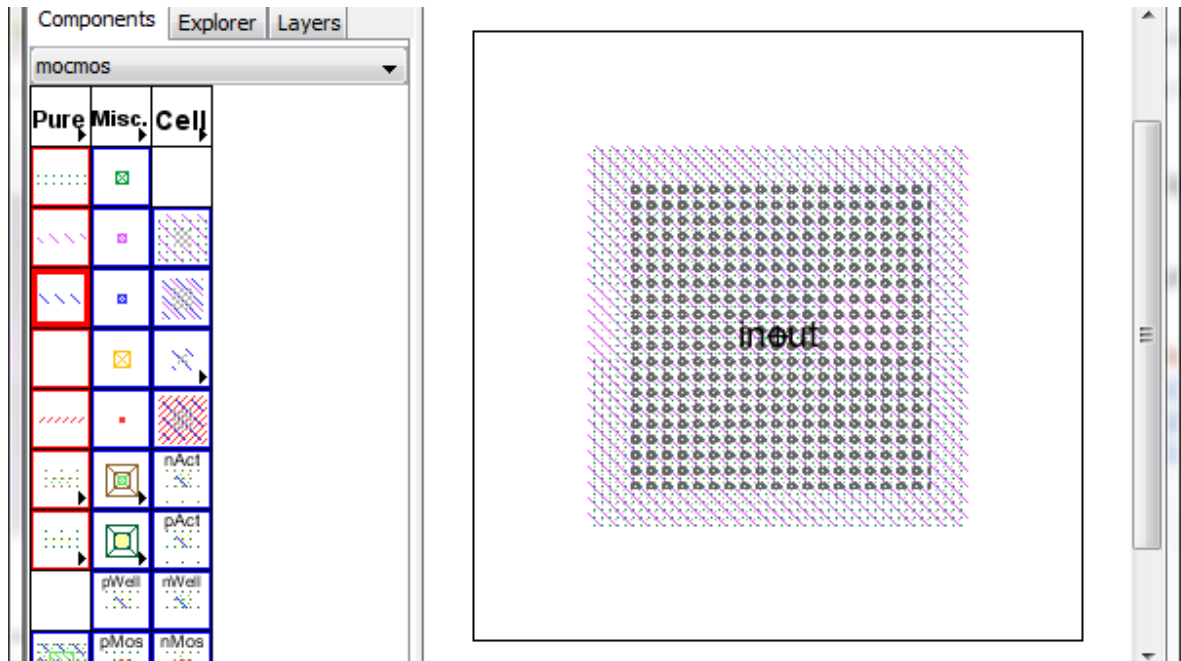 Components Explorer Layers
mocmos
Pure Misc. Cell
inout
nAct
pAct
pWell nWell
pMos nMos